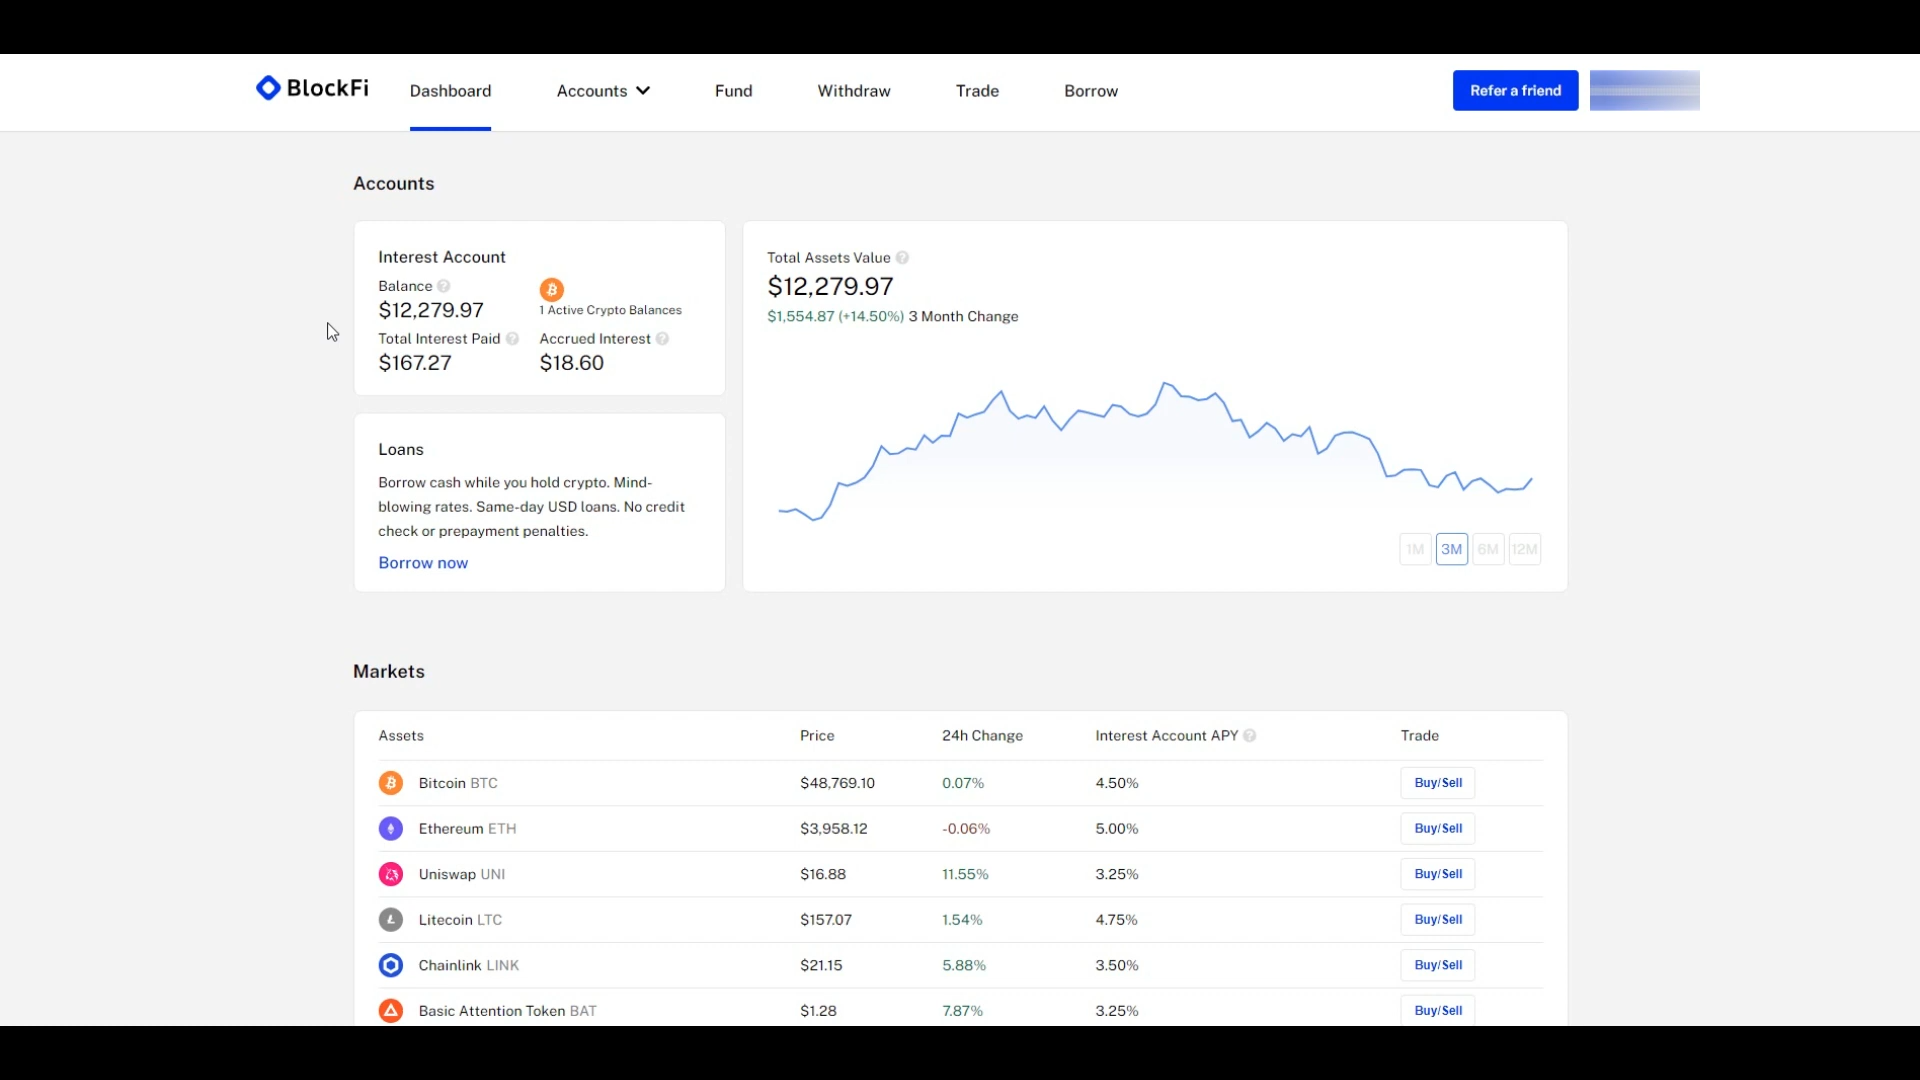 BlockFi
Dashboard
Accounts
Fund
Withdraw
Trade
Borrow
Refer a friend
Accounts
Interest Account
Balance ?
$12,279.97
1 Active Crypto Balances
Total Interest Paid ?
$167.27
Accrued Interest ?
$18.60
Loans
Borrow cash while you hold crypto. Mind-
blowing rates. Same-day USD loans. No credit
check or prepayment penalties.
Borrow now
Total Assets Value ?
$12,279.97
$1,554.87 (+14.50%) 3 Month Change
1M 3M 6M 12M
Markets
Assets Price 24h Change Interest Account APY ? Trade
Bitcoin BTC $48,769.10 0.07% 4.50% Buy/Sell
Ethereum ETH $3,958.12 -0.06% 5.00% Buy/Sell
Uniswap UNI $16.88 11.55% 3.25% Buy/Sell
Litecoin LTC $157.07 1.54% 4.75% Buy/Sell
Chainlink LINK $21.15 5.88% 3.50% Buy/Sell
Basic Attention Token BAT $1.28 7.87% 3.25% Buy/Sell